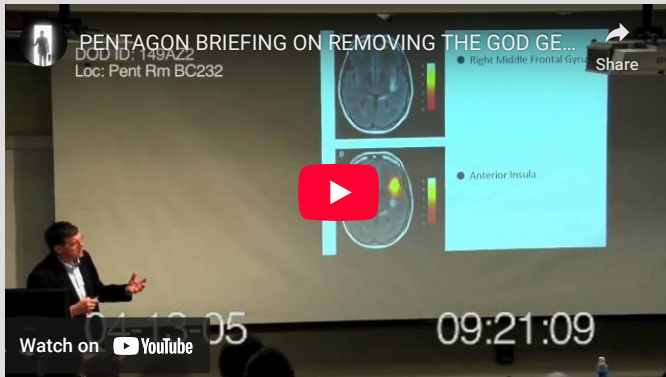 PENTAGON BRIEFING ON REMOVING THE GOD GE...
Share
DOD ID: 149AZ2
Loc: Pent Rm BC232
Right Middle Frontal Gyru
Anterior Insula
04-13-05
09:21:09
Watch on YouTube